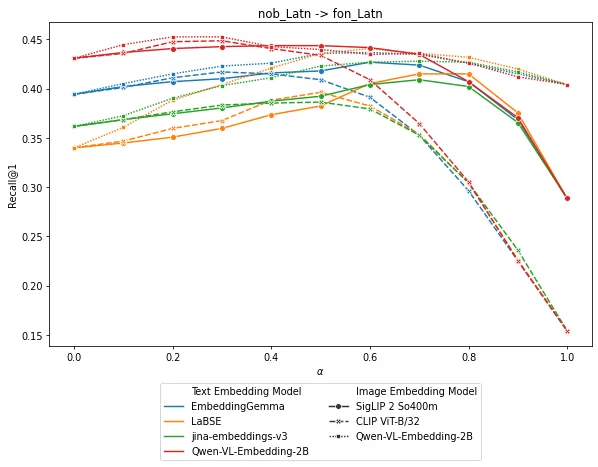 nob_Latn -> fon_Latn
0.45
0.40
0.35
0.30
0.25
0.20
0.15
Recall@1
0.0 0.2 0.4 0.6 0.8 1.0
α
Text Embedding Model
EmbeddingGemma
LaBSE
jina-embeddings-v3
Qwen-VL-Embedding-2B
Image Embedding Model
SigLIP 2 So400m
CLIP ViT-B/32
Qwen-VL-Embedding-2B